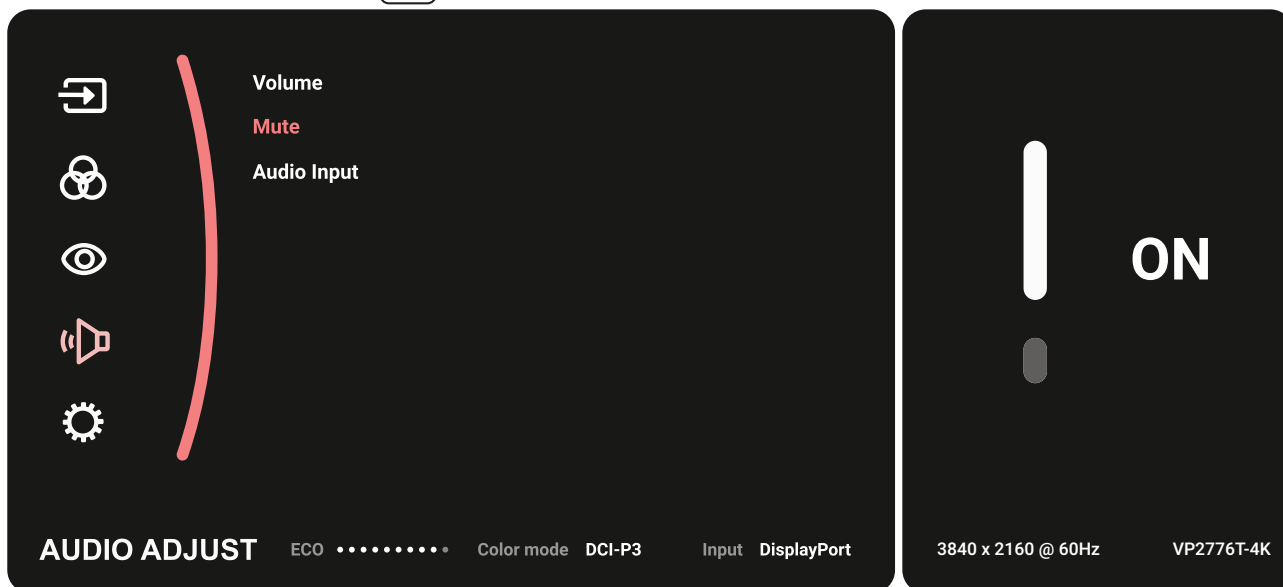 Volume
Mute
Audio Input
ON
AUDIO ADJUST ECO Color mode DCI-P3 Input DisplayPort 3840 x 2160 @ 60Hz VP2776T-4K